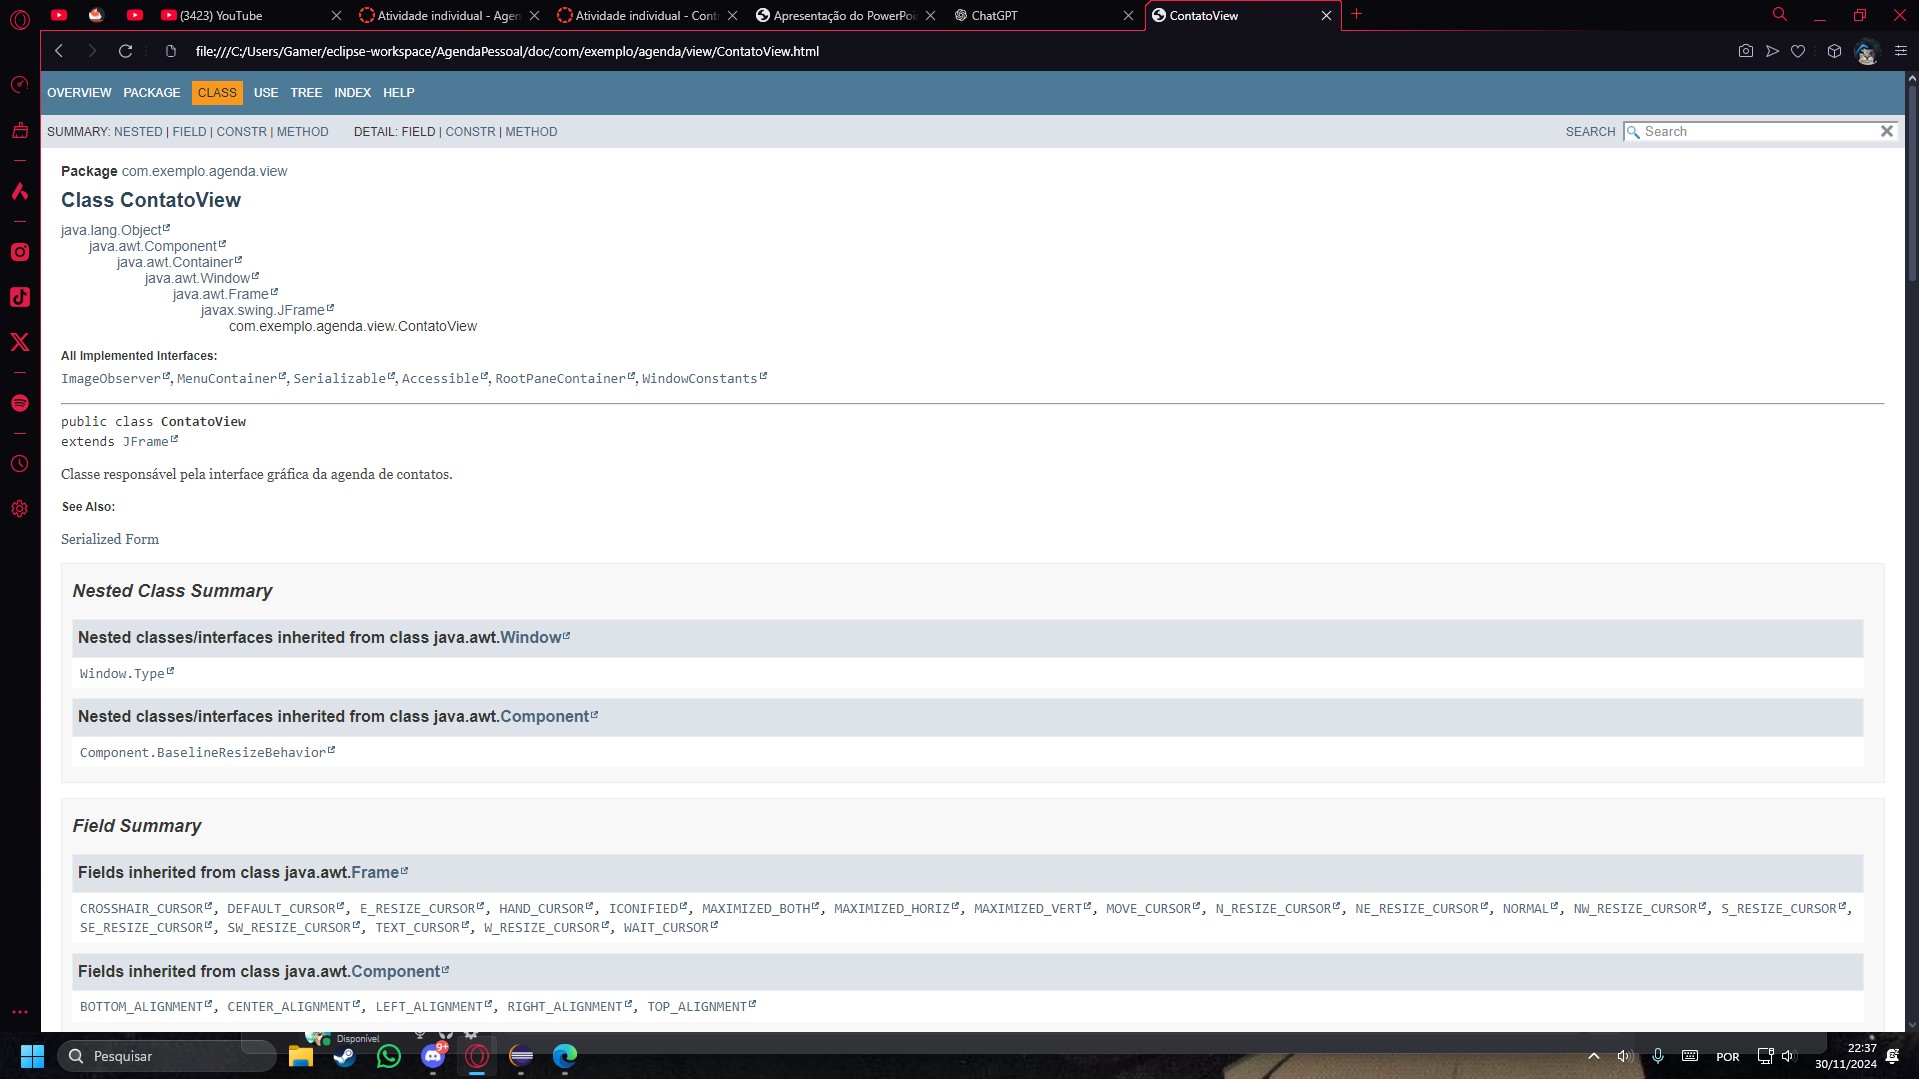 (3423) YouTube
Atividade individual - Agen
Atividade individual - Cont
Apresentação do PowerPoi
ChatGPT
ContatoView
file:///C:/Users/Gamer/eclipse-workspace/AgendaPessoal/doc/com/exemplo/agenda/view/ContatoView.html
OVERVIEW PACKAGE CLASS USE TREE INDEX HELP
SUMMARY: NESTED | FIELD | CONSTR | METHOD DETAIL: FIELD | CONSTR | METHOD SEARCH Search
Package com.exemplo.agenda.view
Class ContatoView
java.lang.Object
java.awt.Component
java.awt.Container
java.awt.Window
java.awt.Frame
javax.swing.JFrame
com.exemplo.agenda.view.ContatoView
All Implemented Interfaces:
ImageObserver, MenuContainer, Serializable, Accessible, RootPaneContainer, WindowConstants
public class ContatoView
extends JFrame
Classe responsável pela interface gráfica da agenda de contatos.
See Also:
Serialized Form
Nested Class Summary
Nested classes/interfaces inherited from class java.awt.Window
Window.Type
Nested classes/interfaces inherited from class java.awt.Component
Component.BaselineResizeBehavior
Field Summary
Fields inherited from class java.awt.Frame
CROSSHAIR_CURSOR, DEFAULT_CURSOR, E_RESIZE_CURSOR, HAND_CURSOR, ICONIFIED, MAXIMIZED_BOTH, MAXIMIZED_HORIZ, MAXIMIZED_VERT, MOVE_CURSOR, N_RESIZE_CURSOR, NE_RESIZE_CURSOR, NORMAL, NW_RESIZE_CURSOR, S_RESIZE_CURSOR,
SE_RESIZE_CURSOR, SW_RESIZE_CURSOR, TEXT_CURSOR, W_RESIZE_CURSOR, WAIT_CURSOR
Fields inherited from class java.awt.Component
BOTTOM_ALIGNMENT, CENTER_ALIGNMENT, LEFT_ALIGNMENT, RIGHT_ALIGNMENT, TOP_ALIGNMENT
Disponível
Pesquisar
9+
POR
22:37
30/11/2024